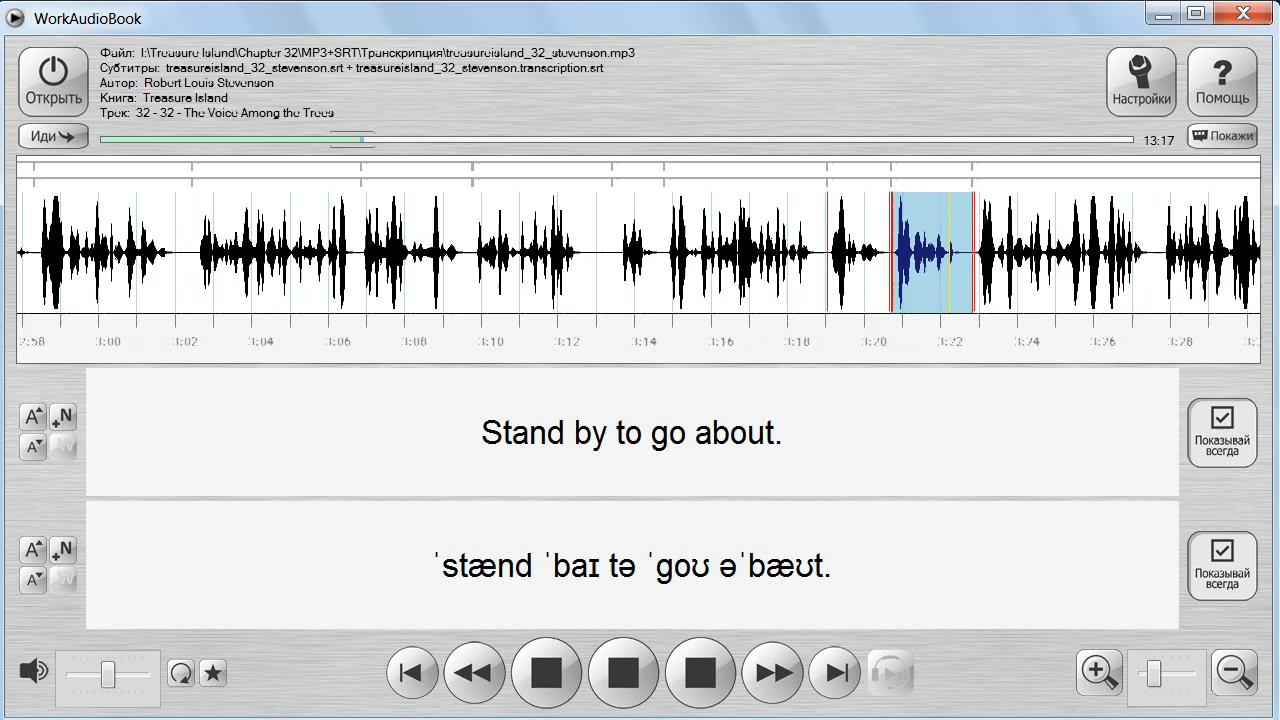 WorkAudioBook
Файл: I:\Treasure Island\Chapter 32\MP3+SRT\Транскрипция\treasureisland_32_stevenson.mp3
Субтитры: treasureisland_32_stevenson.srt + treasureisland_32_stevenson.transcription.srt
Автор: Robert Louis Stevenson
Книга: Treasure Island
Трек: 32 - 32 - The Voice Among the Trees
Открыть
Настройки
?
Помощь
Иди
13:17
Покажи
2:58 3:00 3:02 3:04 3:06 3:08 3:10 3:12 3:14 3:16 3:18 3:20 3:22 3:24 3:26 3:28
A +N
A W
Stand by to go about.
Показывай
всегда
A +N
A W
ˈstænd ˈbaɪ tə ˈgoʊ əˈbæʊt.
Показывай
всегда